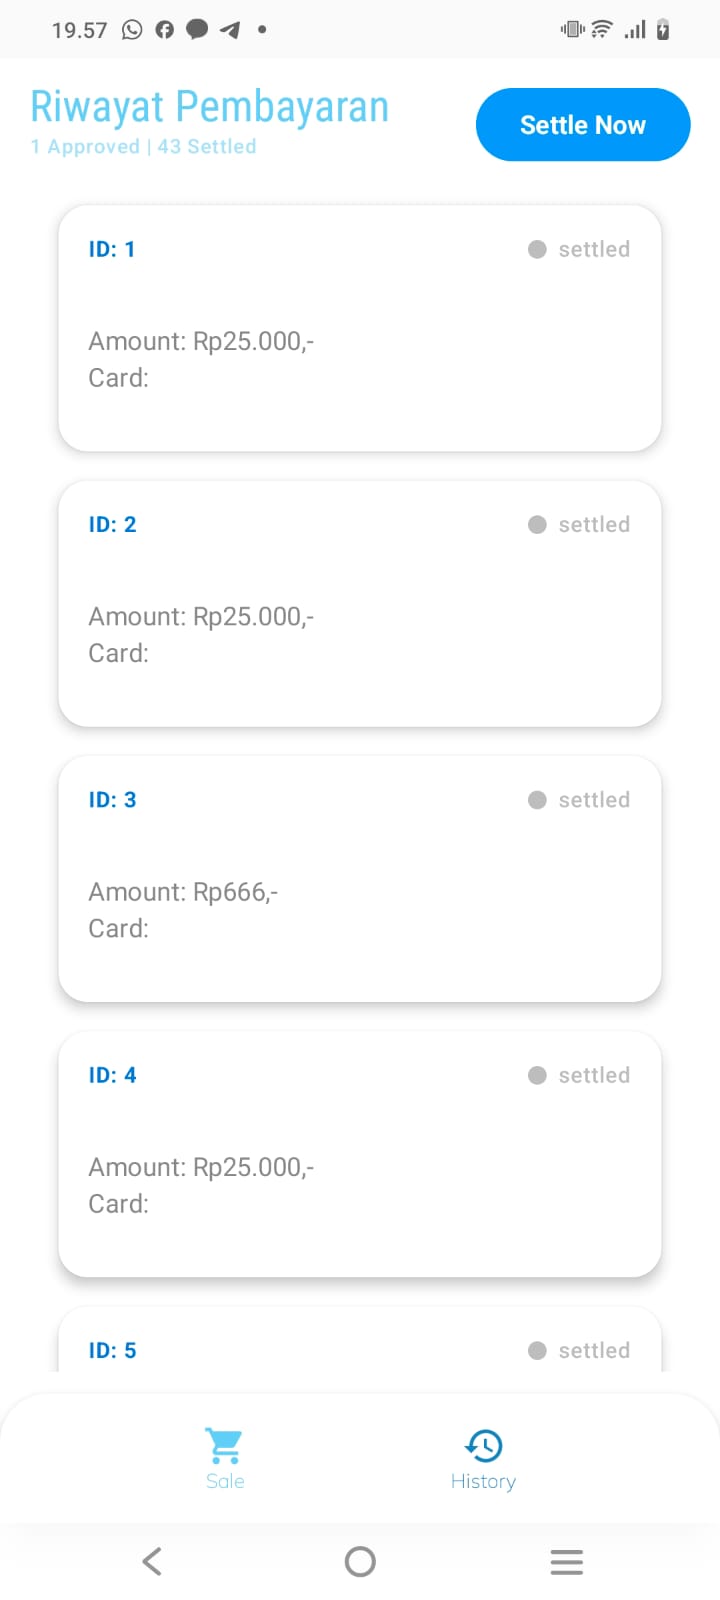 19.57
Riwayat Pembayaran
1 Approved | 43 Settled
Settle Now
ID: 1
settled
Amount: Rp25.000,-
Card:
ID: 2
settled
Amount: Rp25.000,-
Card:
ID: 3
settled
Amount: Rp666,-
Card:
ID: 4
settled
Amount: Rp25.000,-
Card:
ID: 5
settled
Sale
History